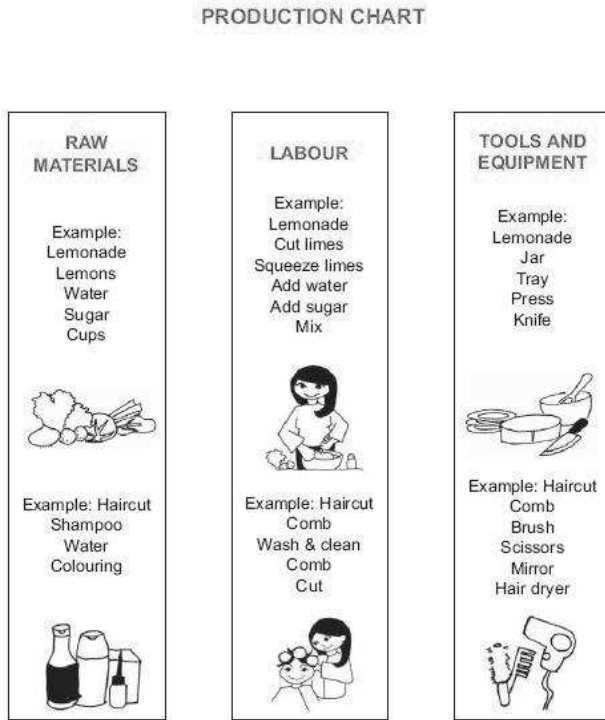 PRODUCTION CHART
RAW
MATERIALS
Example:
Lemonade
Lemons
Water
Sugar
Cups
Example: Haircut
Shampoo
Water
Colouring
LABOUR
Example:
Lemonade
Cut limes
Squeeze limes
Add water
Add sugar
Mix
Example: Haircut
Comb
Wash & clean
Comb
Cut
TOOLS AND
EQUIPMENT
Example:
Lemonade
Jar
Tray
Press
Knife
Example: Haircut
Comb
Brush
Scissors
Mirror
Hair dryer